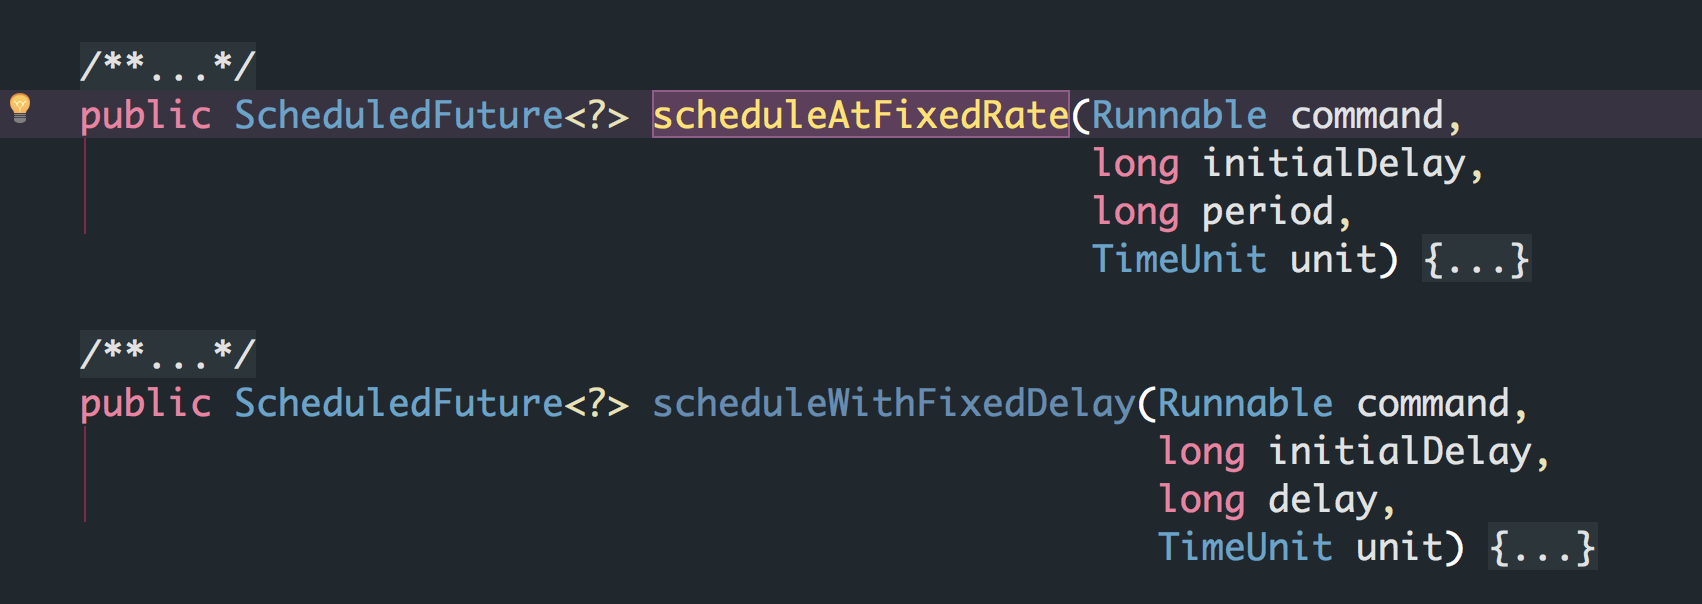 /**...*/
public ScheduledFuture<?> scheduleAtFixedRate(Runnable command,
long initialDelay,
long period,
TimeUnit unit) {...}
/**...*/
public ScheduledFuture<?> scheduleWithFixedDelay(Runnable command,
long initialDelay,
long delay,
TimeUnit unit) {...}